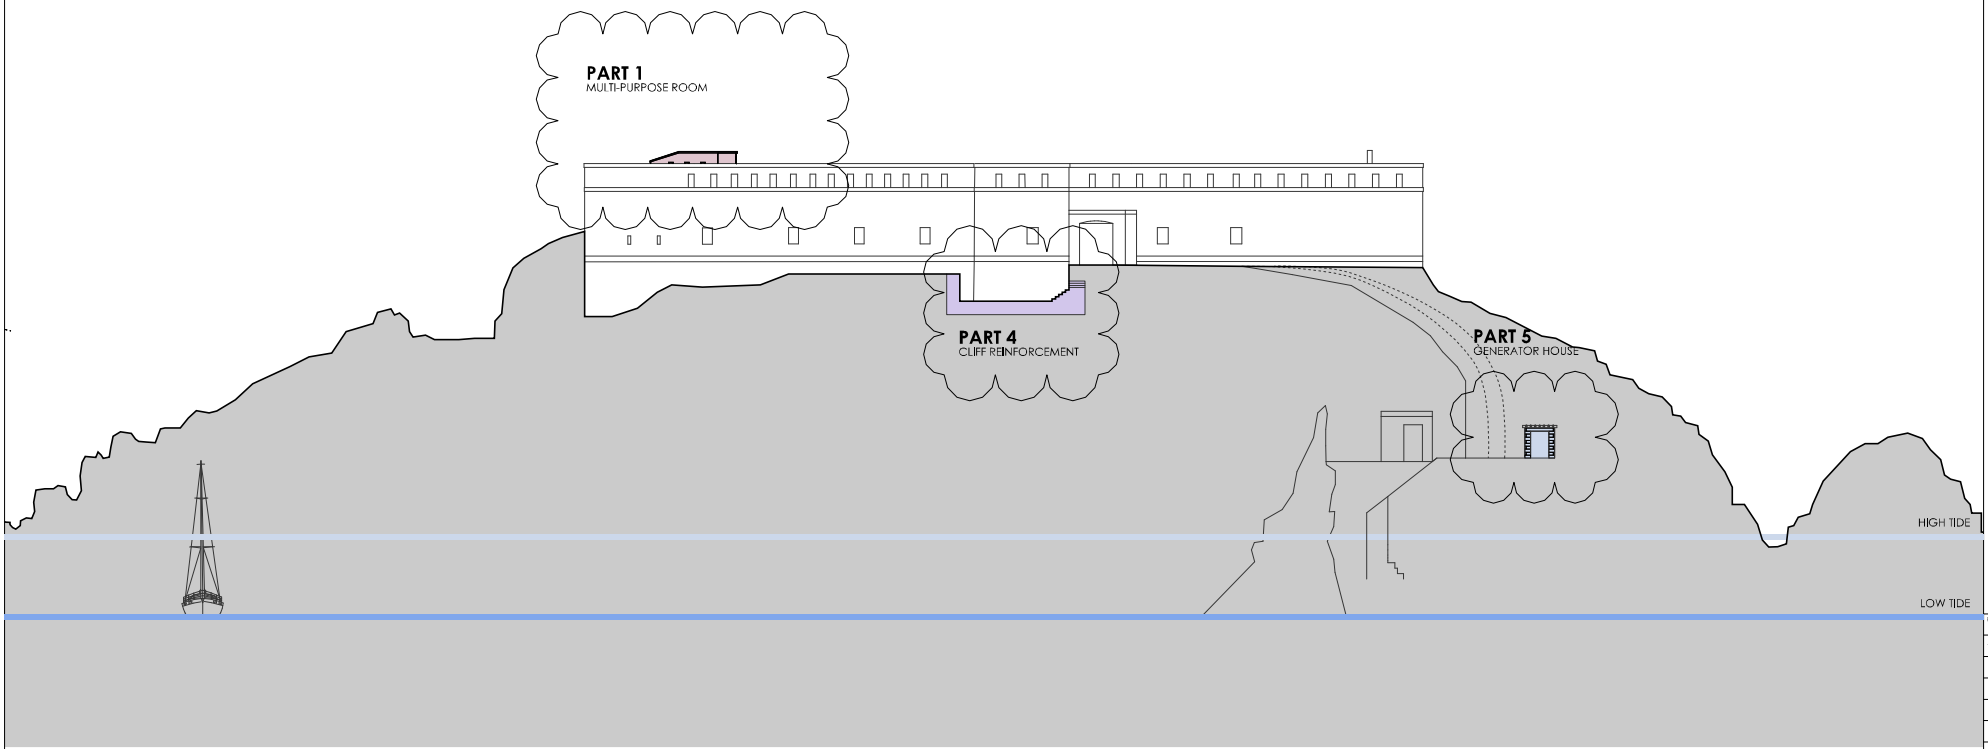 PART 1
MULTI-PURPOSE ROOM
PART 4
CLIFF REINFORCEMENT
PART 5
GENERATOR HOUSE
HIGH TIDE
LOW TIDE